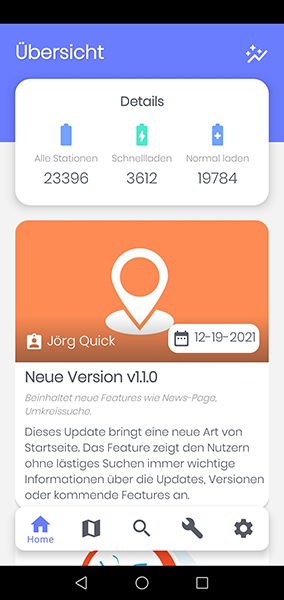 Übersicht
Details
Alle Stationen
Schnellladen
Normal laden
23396
3612
19784
Jörg Quick
12-19-2021
Neue Version v1.1.0
Beinhaltet neue Features wie News-Page,
Umkreissuche.
Dieses Update bringt eine neue Art von
Startseite. Das Feature zeigt den Nutzern
ohne lästiges Suchen immer wichtige
Informationen über die Updates, Versionen
oder kommende Features an.
Home